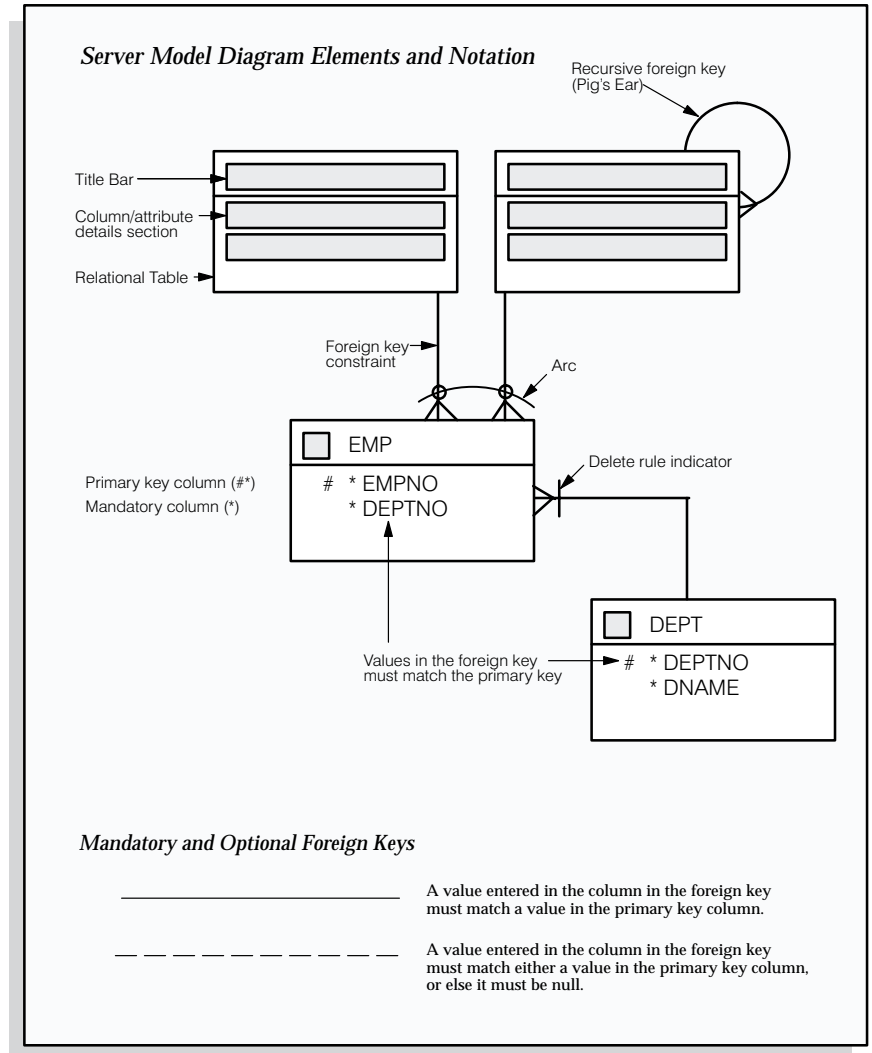 Server Model Diagram Elements and Notation
Recursive foreign key
(Pig's Ear)
Title Bar
Column/attribute
details section
Relational Table
Foreign key
constraint
Arc
EMP
Delete rule indicator
Primary key column (#*)
# * EMPNO
Mandatory column (*)
* DEPTNO
DEPT
Values in the foreign key
must match the primary key
# * DEPTNO
* DNAME
Mandatory and Optional Foreign Keys
A value entered in the column in the foreign key
must match a value in the primary key column.
A value entered in the column in the foreign key
must match either a value in the primary key column,
or else it must be null.